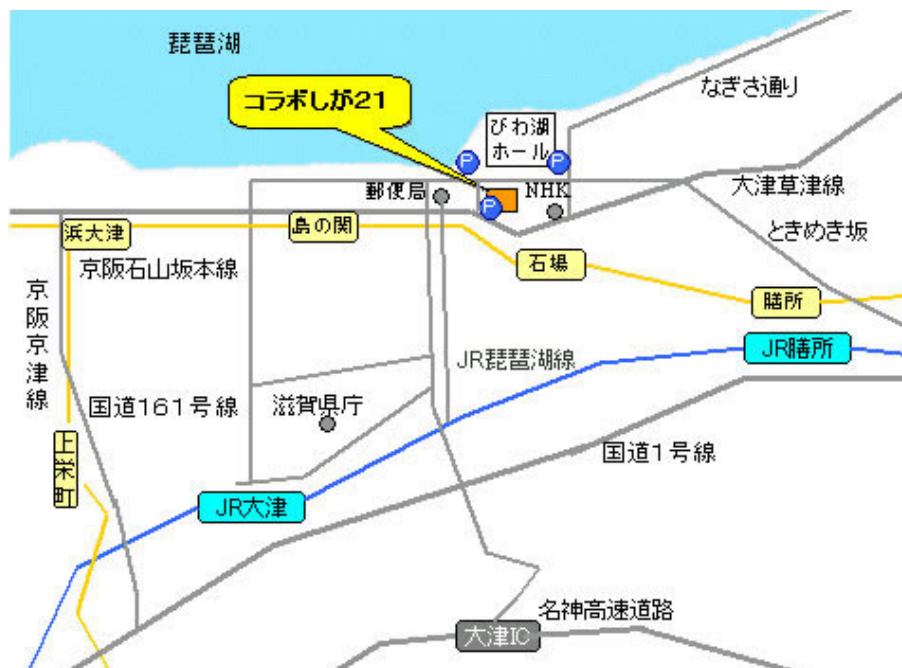 琵琶湖
コラボしが21
なぎさ通り
びわ湖
ホール
P
P
大津草津線
郵便局
P
NHK
浜大津
島の関
ときめき坂
京阪石山坂本線
石場
京阪京津線
膳所
JR琵琶湖線
JR膳所
国道161号線
滋賀県庁
上栄町
国道1号線
JR大津
名神高速道路
大津IC